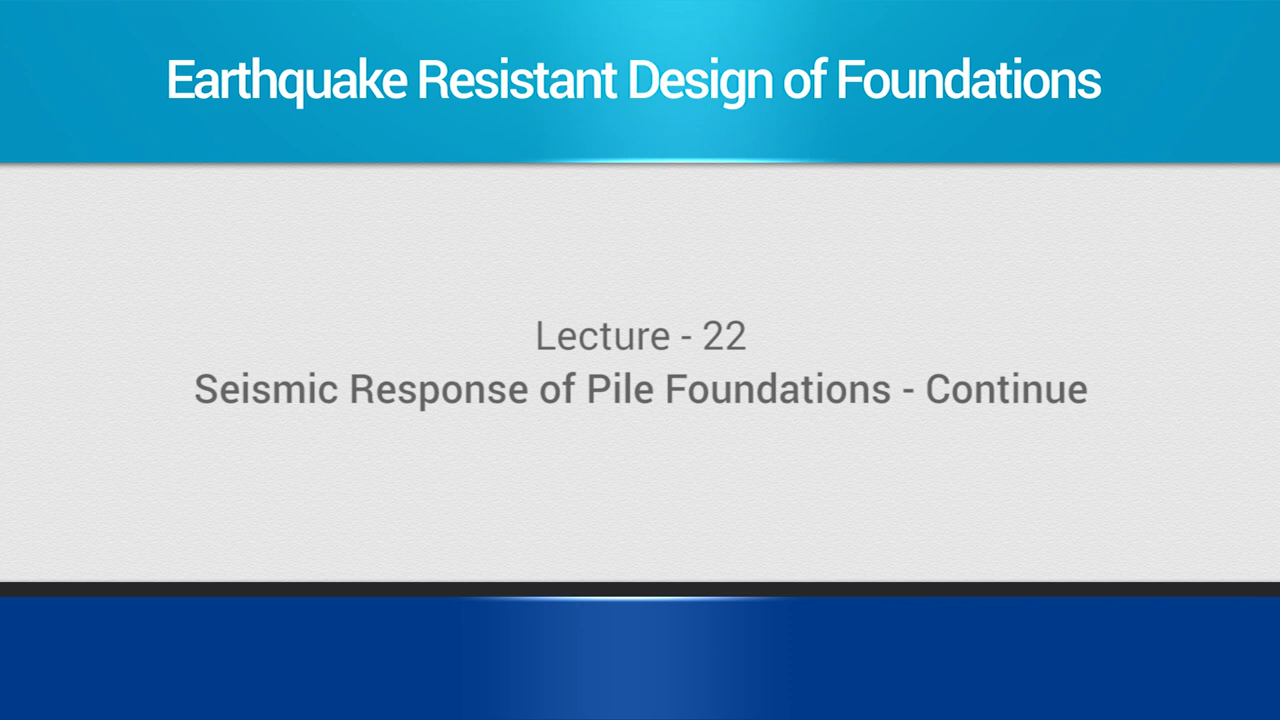 Earthquake Resistant Design of Foundations
Lecture - 22
Seismic Response of Pile Foundations - Continue